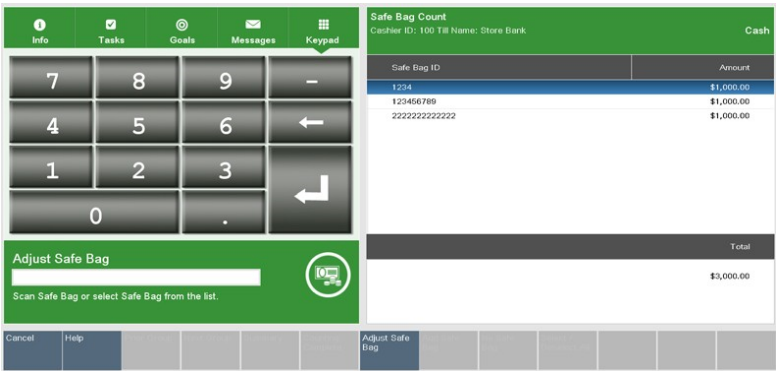 Info
Tasks
Goals
Messages
Keypad
7
8
9
-
4
5
6
1
2
3
0
.
Adjust Safe Bag
Scan Safe Bag or select Safe Bag from the list.
Safe Bag Count
Cashier ID: 100 Till Name: Store Bank
Cash
Safe Bag ID
Amount
1234
$1,000.00
123456789
$1,000.00
2222222222222
$1,000.00
Total
$3,000.00
Cancel
Help
Adjust Safe
Bag